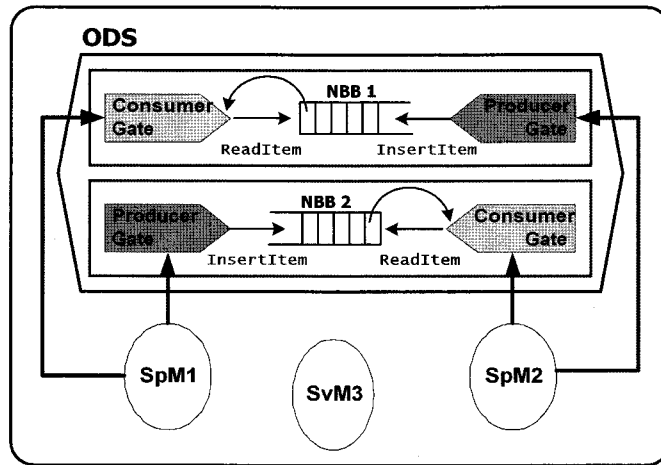 ODS
NBB 1
Consumer
Gate
Producer
Gate
ReadItem
InsertItem
NBB 2
Producer
Gate
Consumer
Gate
InsertItem
ReadItem
SpM1
SvM3
SpM2